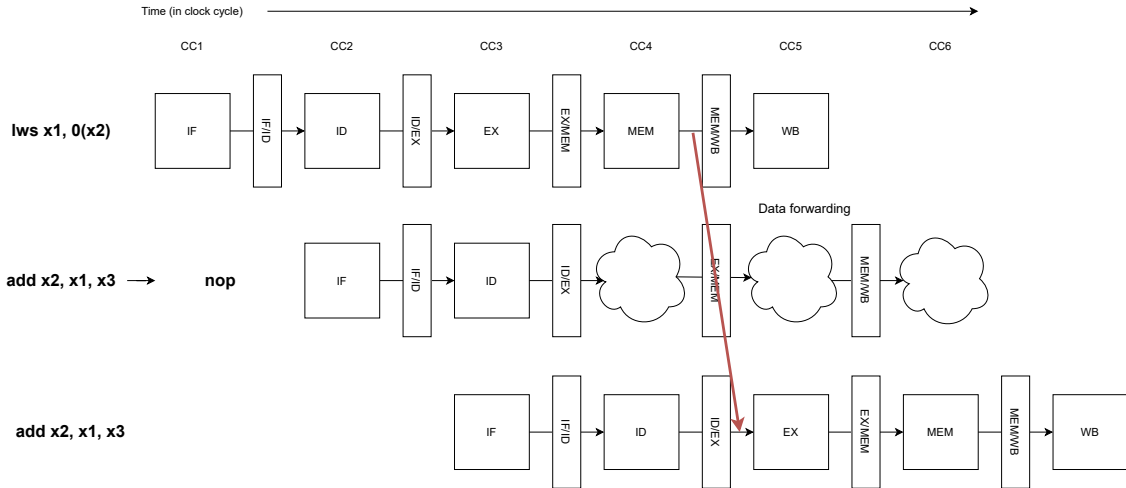 Time (in clock cycle)
CC1 CC2 CC3 CC4 CC5 CC6
lws x1, 0(x2) IF IF/ID ID ID/EX EX EX/MEM MEM MEM/WB WB
Data forwarding
add x2, x1, x3 nop IF IF/ID ID ID/EX EX/MEM MEM/WB
add x2, x1, x3 IF IF/ID ID ID/EX EX EX/MEM MEM MEM/WB WB